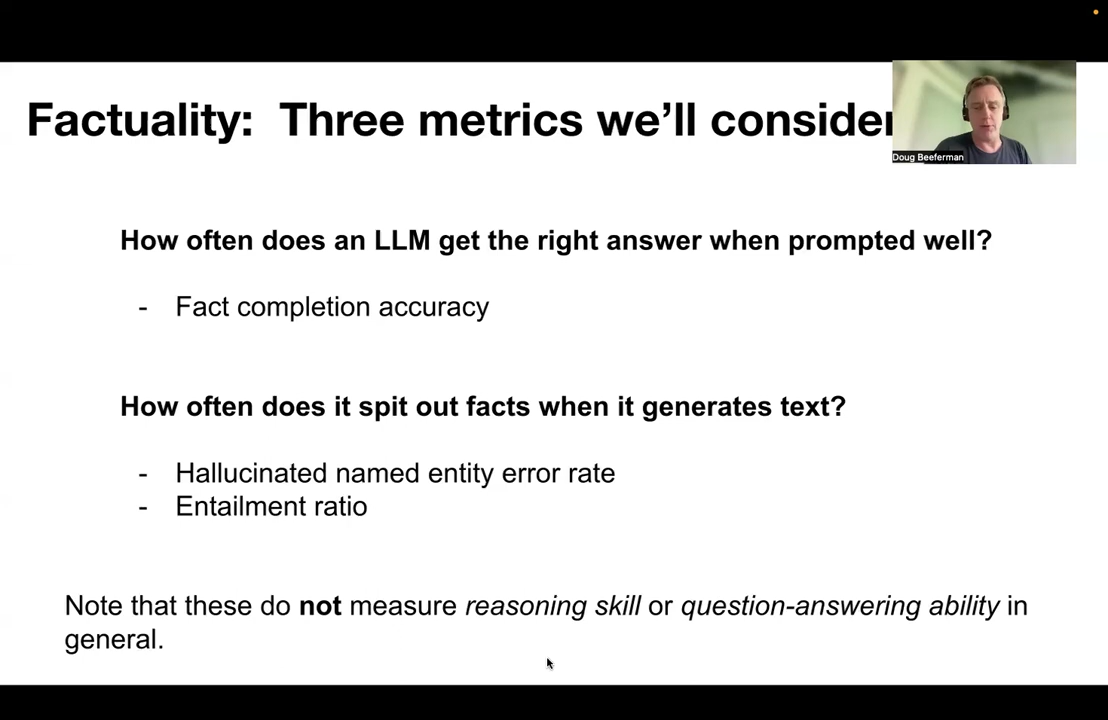 Factuality:  Three metrics we'll consider
Doug Beeferman
How often does an LLM get the right answer when prompted well?
- Fact completion accuracy
How often does it spit out facts when it generates text?
- Hallucinated named entity error rate
- Entailment ratio
Note that these do not measure reasoning skill or question-answering ability in
general.